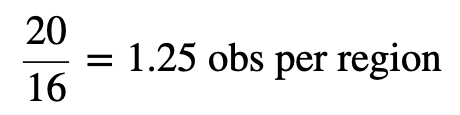 20/16 = 1.25 obs per region